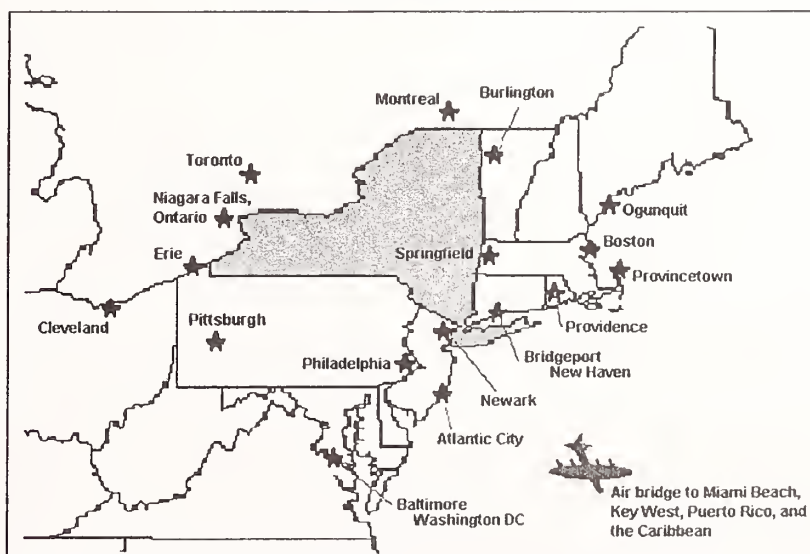 Montreal
Burlington
Toronto
Niagara Falls,
Ontario
Ogunquit
Boston
Springfield
Erie
Provincetown
Cleveland
Pittsburgh
Providence
Bridgeport
New Haven
Philadelphia
Newark
Atlantic City
Baltimore
Washington DC
Air bridge to Miami Beach,
Key West, Puerto Rico, and
the Caribbean